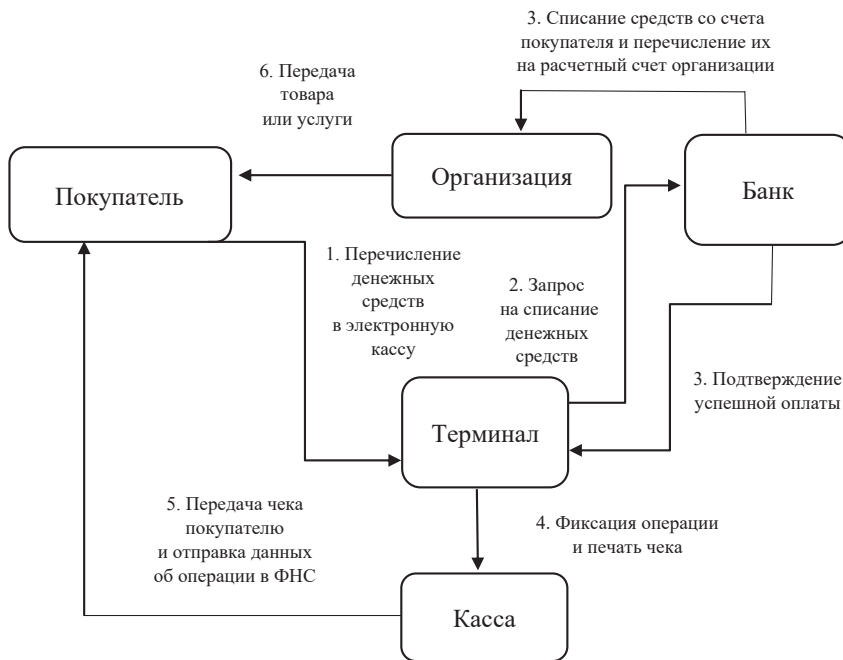 3. Списание средств со счета
покупателя и перечисление их
на расчетный счет организации
6. Передача
товара
или услуги
Организация
Банк
Покупатель
1. Перечисление
денежных
средств
в электронную
кассу
2. Запрос
на списание
денежных
средств
3. Подтверждение
успешной оплаты
Терминал
5. Передача чека
покупателю
и отправка данных
об операции в ФНС
4. Фиксация операции
и печать чека
Касса